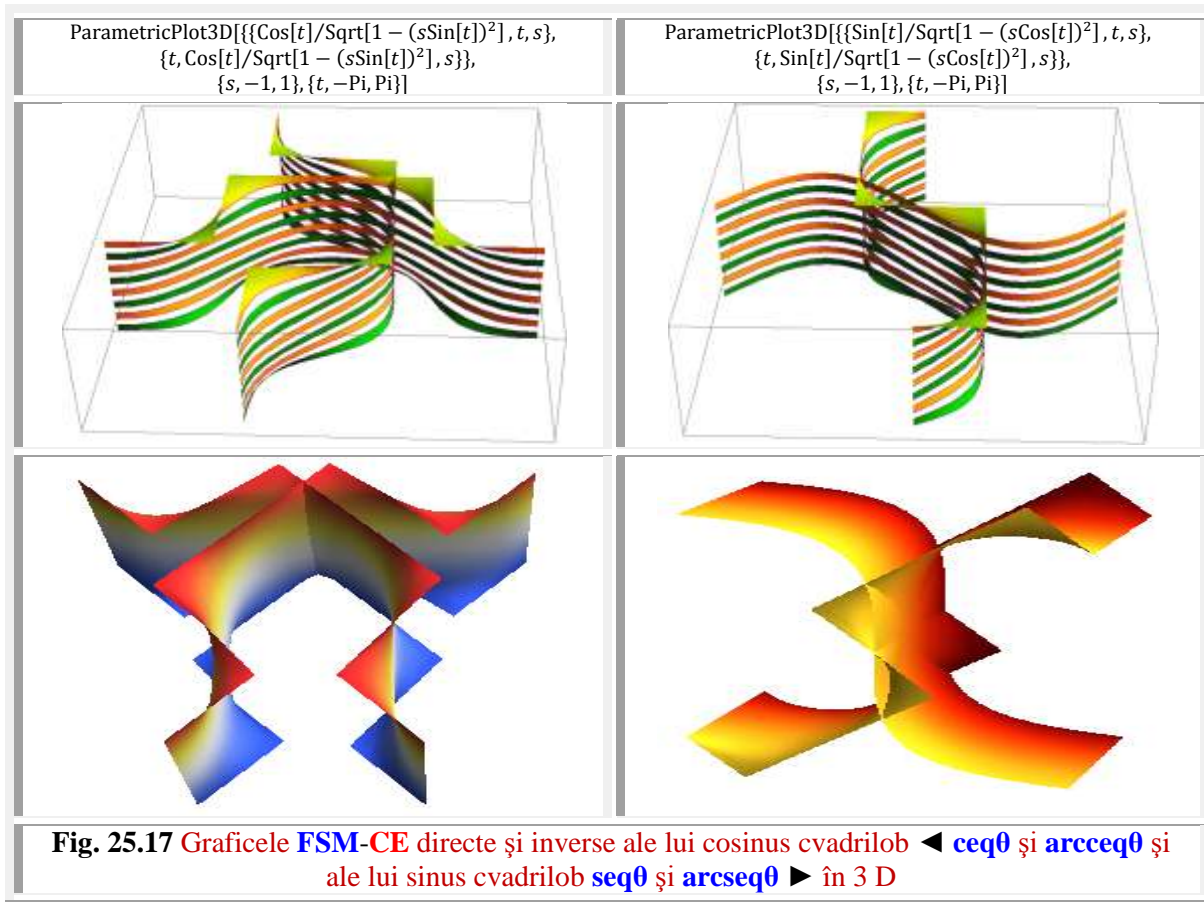 ParametricPlot3D[{{Cos[t]/Sqrt[1 − (sSin[t])²], t, s},
{t, Cos[t]/Sqrt[1 − (sSin[t])²], s}},
{s, −1, 1}, {t, −Pi, Pi}]
ParametricPlot3D[{{Sin[t]/Sqrt[1 − (sCos[t])²], t, s},
{t, Sin[t]/Sqrt[1 − (sCos[t])²], s}},
{s, −1, 1}, {t, −Pi, Pi}]
Fig. 25.17 Graficele FSM-CE directe şi inverse ale lui cosinus cvadrilob ◄ ceqθ şi arcceqθ şi
ale lui sinus cvadrilob seqθ şi arcseqθ ► în 3 D